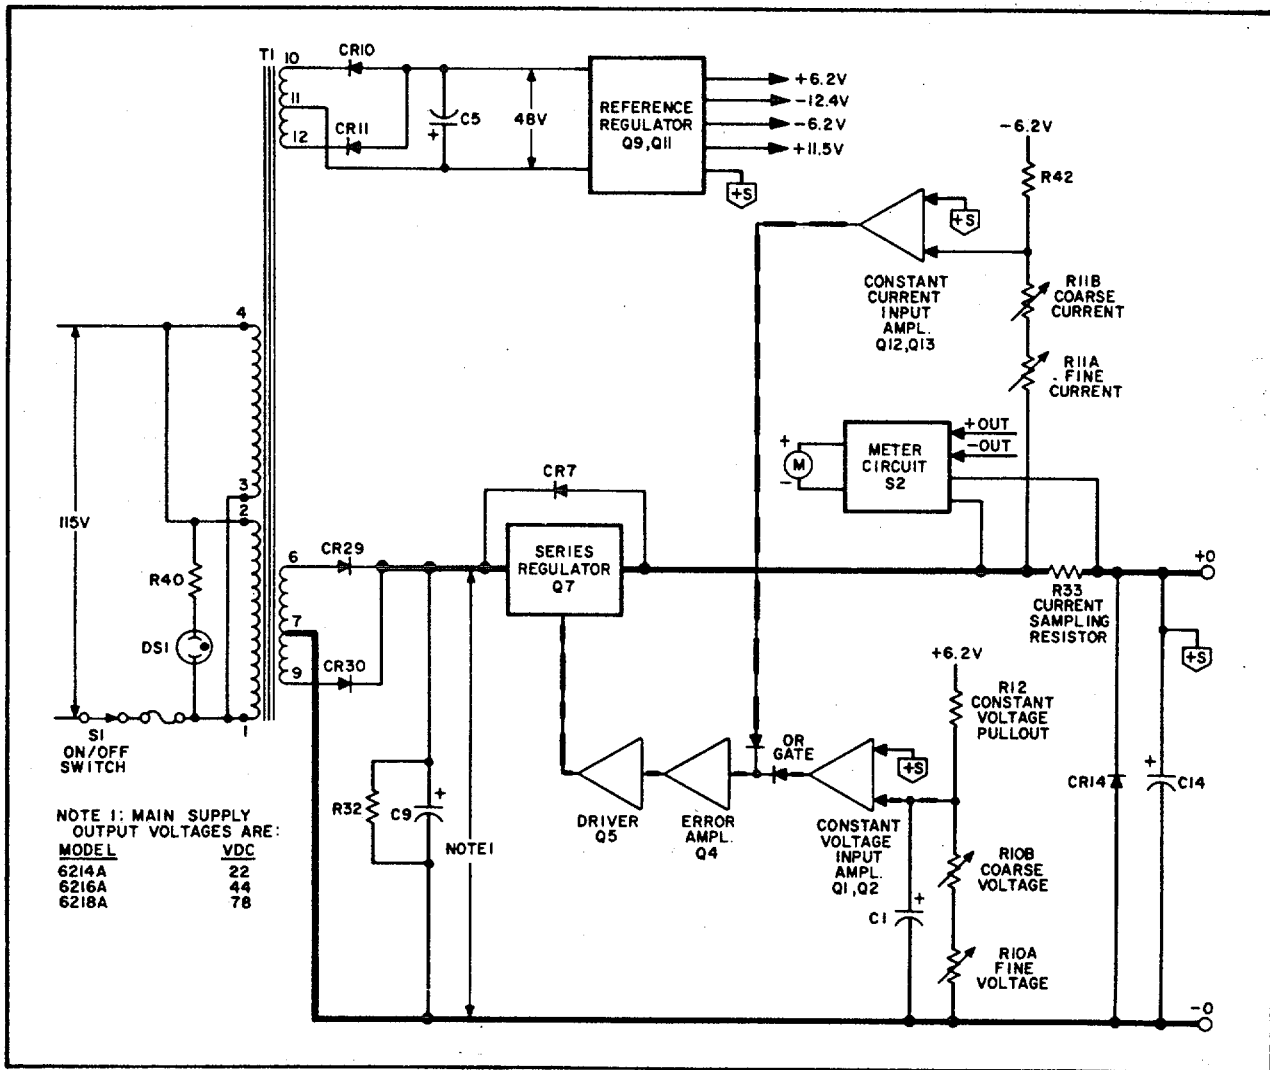 T1
10
CR10
11
12
CR11
C5
+
48V
REFERENCE
REGULATOR
Q9,Q11
+6.2V
-12.4V
-6.2V
+11.5V
+S
-6.2V
R42
+S
CONSTANT
CURRENT
INPUT
AMPL.
Q12,Q13
R11B
COARSE
CURRENT
R11A
FINE
CURRENT
4
3
2
1
115V
R40
DS1
S1
ON/OFF
SWITCH
6
7
9
CR29
CR30
CR7
SERIES
REGULATOR
Q7
+
M
-
METER
CIRCUIT
S2
+OUT
-OUT
+O
R33
CURRENT
SAMPLING
RESISTOR
+S
+6.2V
R12
CONSTANT
VOLTAGE
PULLOUT
OR
GATE
+S
R32
C9
+
NOTE1
DRIVER
Q5
ERROR
AMPL.
Q4
CONSTANT
VOLTAGE
INPUT
AMPL.
Q1,Q2
C1
+
R10B
COARSE
VOLTAGE
R10A
FINE
VOLTAGE
CR14
+
C14
-O
NOTE 1: MAIN SUPPLY
OUTPUT VOLTAGES ARE:
MODEL VDC
6214A 22
6216A 44
6218A 78